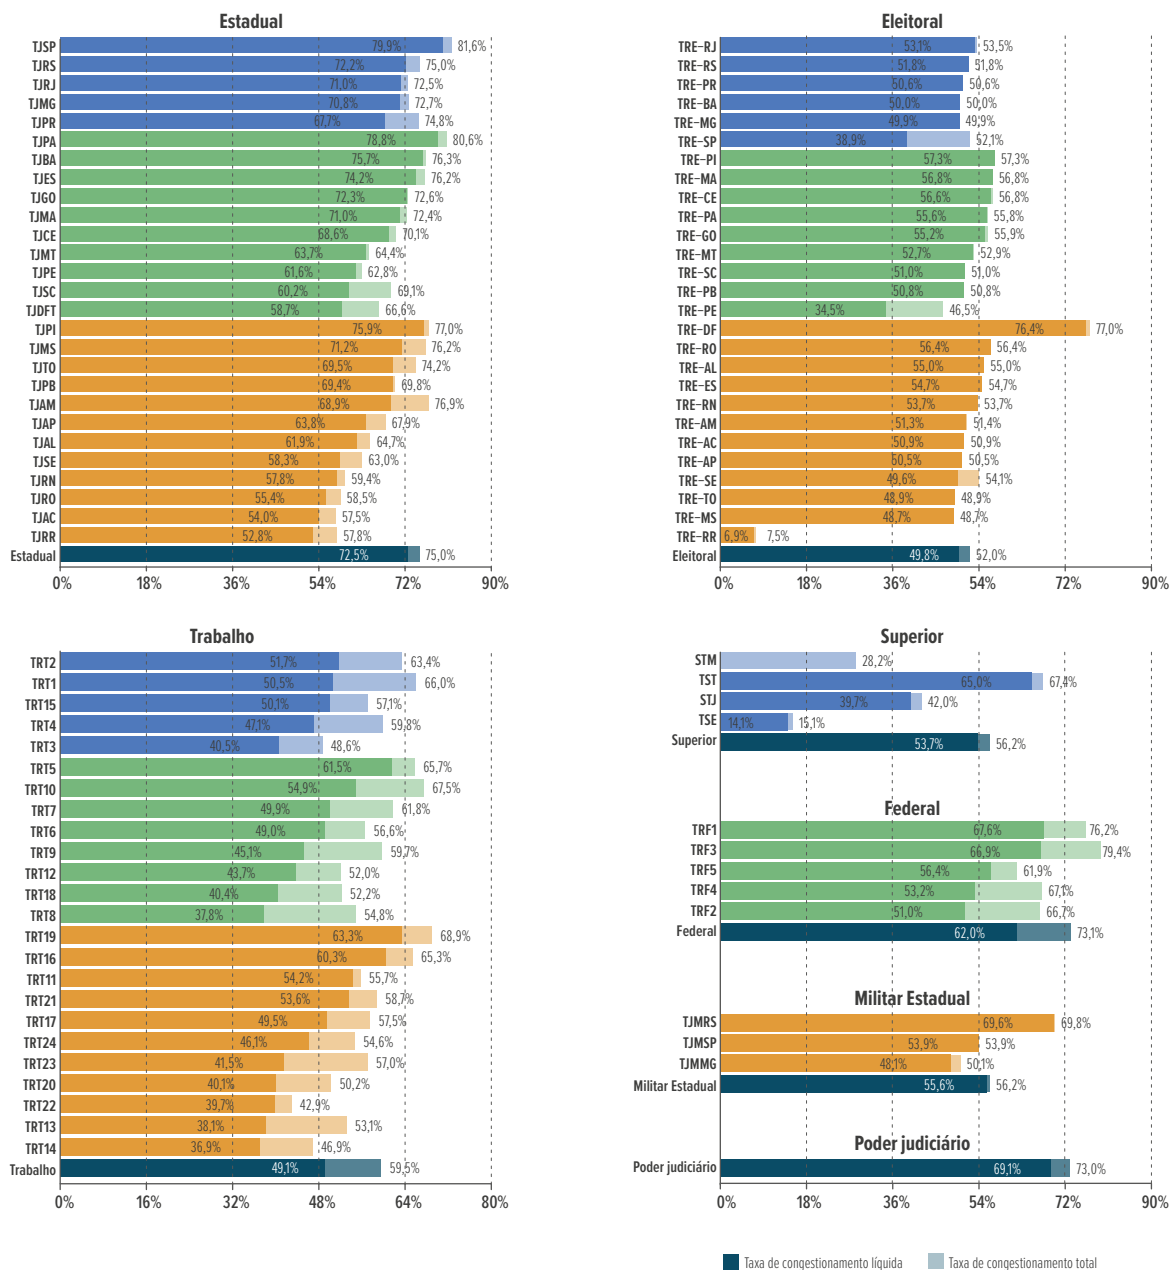 Estadual
TJSP 79,9% 81,6%
TJRS 72,2% 75,0%
TJRJ 71,0% 72,5%
TJMG 70,8% 72,7%
TJPR 67,7% 74,8%
TJPA 78,8% 80,6%
TJBA 75,7% 76,3%
TJES 74,2% 76,2%
TJGO 72,3% 72,6%
TJMA 71,0% 72,4%
TJCE 68,6% 70,1%
TJMT 63,7% 64,4%
TJPE 61,6% 62,8%
TJSC 60,2% 69,1%
TJDFT 58,7% 66,6%
TJPI 75,9% 77,0%
TJMS 71,2% 76,2%
TJTO 69,5% 74,2%
TJPB 69,4% 69,8%
TJAM 68,9% 76,9%
TJAP 63,8% 67,9%
TJAL 61,9% 64,7%
TJSE 58,3% 63,0%
TJRN 57,8% 59,4%
TJRO 55,4% 58,5%
TJAC 54,0% 57,5%
TJRR 52,8% 57,8%
Estadual 72,5% 75,0%
0% 18% 36% 54% 72% 90%
Eleitoral
TRE-RJ 53,1% 53,5%
TRE-RS 51,8% 51,8%
TRE-PR 50,6% 50,6%
TRE-BA 50,0% 50,0%
TRE-MG 49,9% 49,9%
TRE-SP 38,9% 52,1%
TRE-PI 57,3% 57,3%
TRE-MA 56,8% 56,8%
TRE-CE 56,6% 56,8%
TRE-PA 55,6% 55,8%
TRE-GO 55,2% 55,9%
TRE-MT 52,7% 52,9%
TRE-SC 51,0% 51,0%
TRE-PB 50,8% 50,8%
TRE-PE 34,5% 46,5%
TRE-DF 76,4% 77,0%
TRE-RO 56,4% 56,4%
TRE-AL 55,0% 55,0%
TRE-ES 54,7% 54,7%
TRE-RN 53,7% 53,7%
TRE-AM 51,3% 51,4%
TRE-AC 50,9% 50,9%
TRE-AP 50,5% 50,5%
TRE-SE 49,6% 54,1%
TRE-TO 48,9% 48,9%
TRE-MS 48,7% 48,7%
TRE-RR 6,9% 7,5%
Eleitoral 49,8% 52,0%
0% 18% 36% 54% 72% 90%
Trabalho
TRT2 51,7% 63,4%
TRT1 50,5% 66,0%
TRT15 50,1% 57,1%
TRT4 47,1% 59,8%
TRT3 40,5% 48,6%
TRT5 61,5% 65,7%
TRT10 54,9% 67,5%
TRT7 49,9% 61,8%
TRT6 49,0% 56,6%
TRT9 45,1% 59,7%
TRT12 43,7% 52,0%
TRT18 40,4% 52,2%
TRT8 37,8% 54,8%
TRT19 63,3% 68,9%
TRT16 60,3% 65,3%
TRT11 54,2% 55,7%
TRT21 53,6% 58,7%
TRT17 49,5% 57,5%
TRT24 46,1% 54,6%
TRT23 41,5% 57,0%
TRT20 40,1% 50,2%
TRT22 39,7% 42,9%
TRT13 38,1% 53,1%
TRT14 36,9% 46,9%
Trabalho 49,1% 59,5%
0% 16% 32% 48% 64% 80%
Superior
STM 28,2%
TST 65,0% 67,4%
STJ 39,7% 42,0%
TSE 14,1% 15,1%
Superior 53,7% 56,2%
Federal
TRF1 67,6% 76,2%
TRF3 66,9% 79,4%
TRF5 56,4% 61,9%
TRF4 53,2% 67,1%
TRF2 51,0% 66,7%
Federal 62,0% 73,1%
Militar Estadual
TJMRS 69,6% 69,8%
TJMSP 53,9% 53,9%
TJMMG 48,1% 50,1%
Militar Estadual 55,6% 56,2%
Poder judiciário
Poder judiciário 69,1% 73,0%
0% 18% 36% 54% 72% 90%
Taxa de congestionamento líquida Taxa de congestionamento total